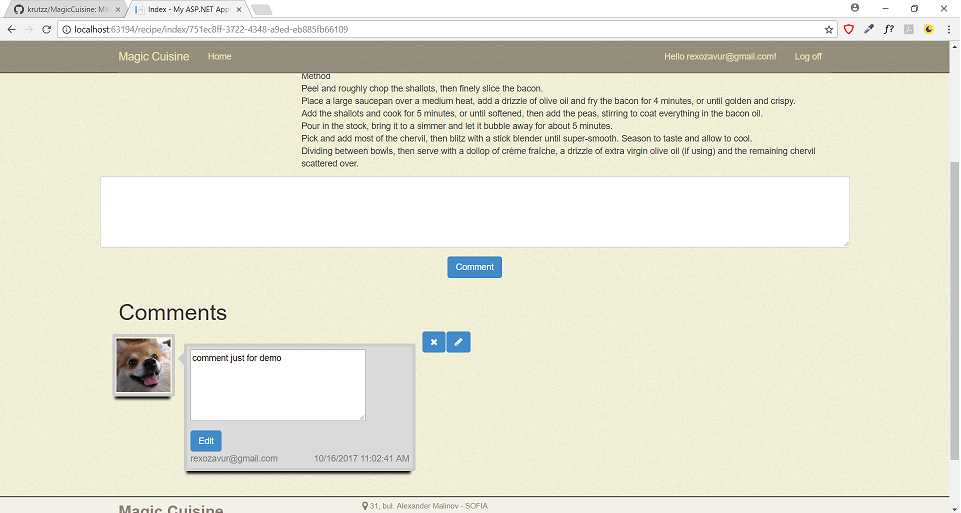 krutzz/MagicCuisine: MV
Index - My ASP.NET App
localhost:63194/recipe/index/751ec8ff-3722-4348-a9ed-eb885fb66109
f?
Magic Cuisine Home Hello rexozavur@gmail.com! Log off
Method
Peel and roughly chop the shallots, then finely slice the bacon.
Place a large saucepan over a medium heat, add a drizzle of olive oil and fry the bacon for 4 minutes, or until golden and crispy.
Add the shallots and cook for 5 minutes, or until softened, then add the peas, stirring to coat everything in the bacon oil.
Pour in the stock, bring it to a simmer and let it bubble away for about 5 minutes.
Pick and add most of the chervil, then blitz with a stick blender until super-smooth. Season to taste and allow to cool.
Dividing between bowls, then serve with a dollop of crème fraîche, a drizzle of extra virgin olive oil (if using) and the remaining chervil
scattered over.
Comment
Comments
comment just for demo
Edit
rexozavur@gmail.com 10/16/2017 11:02:41 AM
Magic Cuisine
31, bul. Alexander Malinov - SOFIA